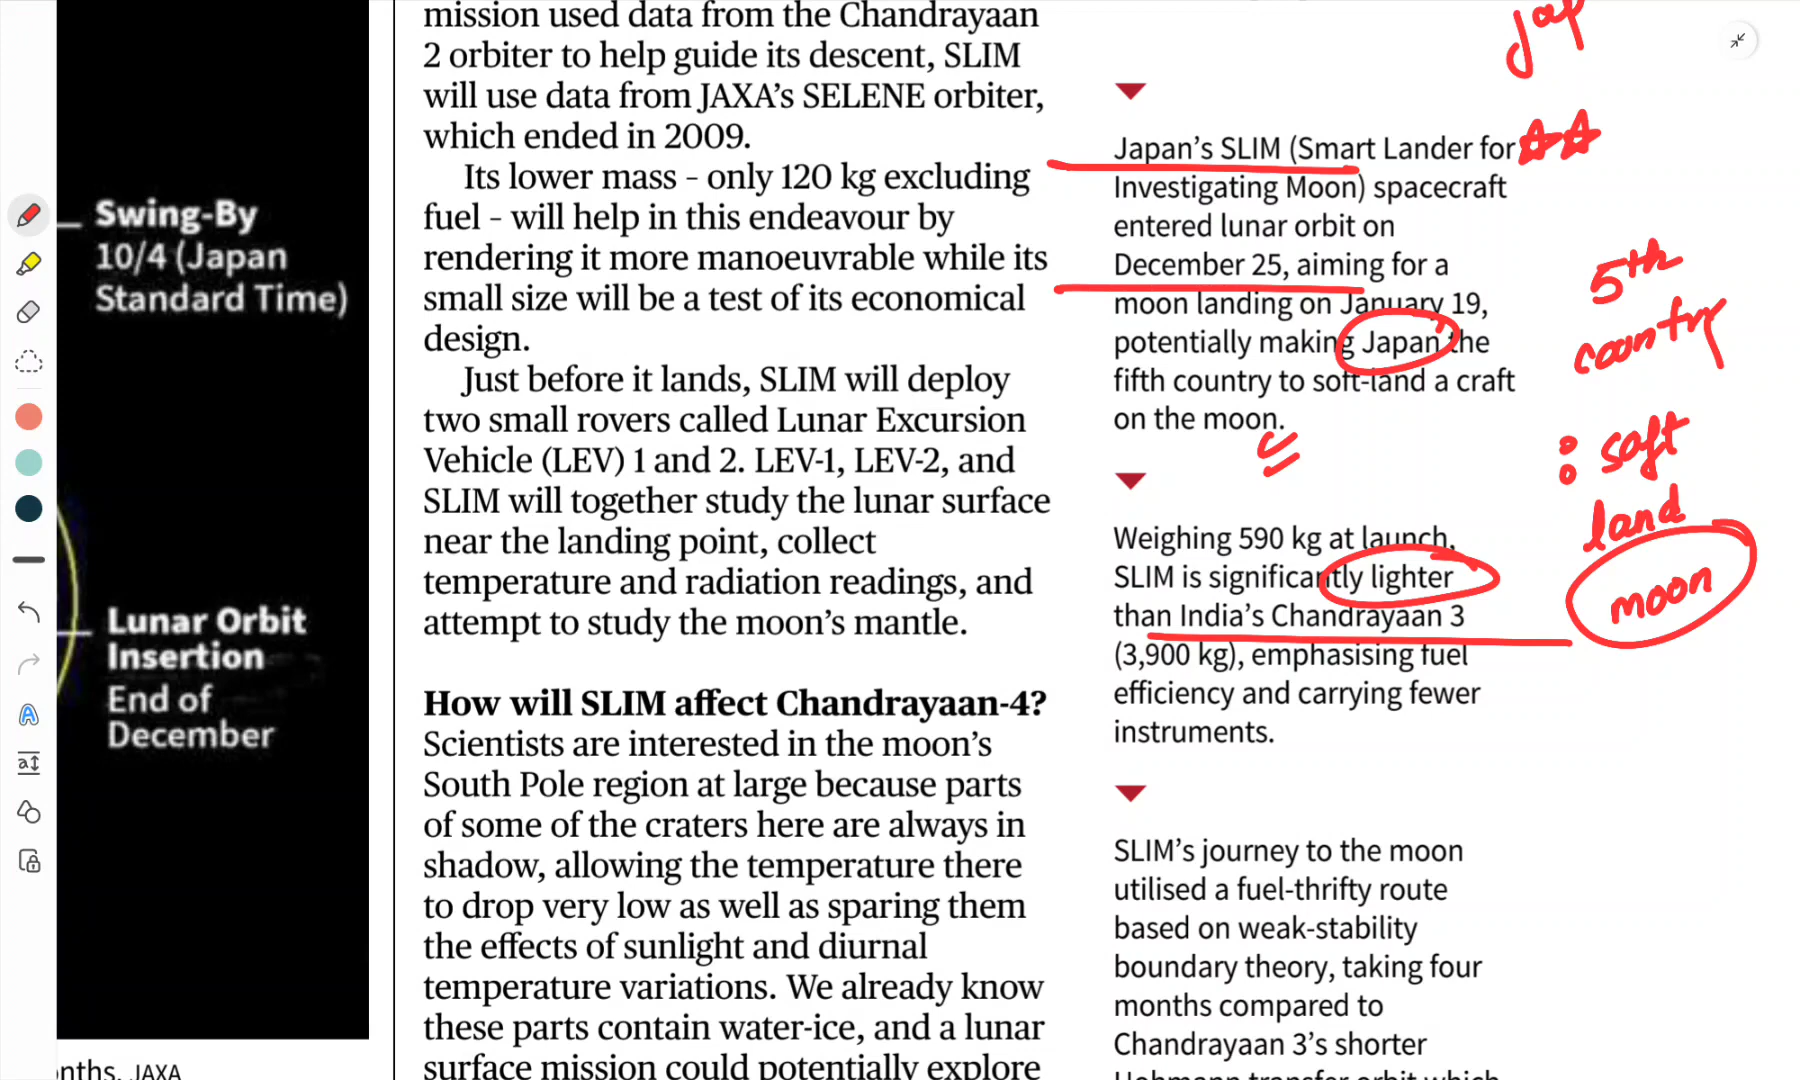 Swing-By
10/4 (Japan
Standard Time)
Lunar Orbit
Insertion
End of
December
nths. JAXA
mission used data from the Chandrayaan
2 orbiter to help guide its descent, SLIM
will use data from JAXA’s SELENE orbiter,
which ended in 2009.
Its lower mass – only 120 kg excluding
fuel – will help in this endeavour by
rendering it more manoeuvrable while its
small size will be a test of its economical
design.
Just before it lands, SLIM will deploy
two small rovers called Lunar Excursion
Vehicle (LEV) 1 and 2. LEV-1, LEV-2, and
SLIM will together study the lunar surface
near the landing point, collect
temperature and radiation readings, and
attempt to study the moon’s mantle.
How will SLIM affect Chandrayaan-4?
Scientists are interested in the moon’s
South Pole region at large because parts
of some of the craters here are always in
shadow, allowing the temperature there
to drop very low as well as sparing them
the effects of sunlight and diurnal
temperature variations. We already know
these parts contain water-ice, and a lunar
surface mission could potentially explore
Japan’s SLIM (Smart Lander for
Investigating Moon) spacecraft
entered lunar orbit on
December 25, aiming for a
moon landing on January 19,
potentially making Japan the
fifth country to soft-land a craft
on the moon.
Weighing 590 kg at launch,
SLIM is significantly lighter
than India’s Chandrayaan 3
(3,900 kg), emphasising fuel
efficiency and carrying fewer
instruments.
SLIM’s journey to the moon
utilised a fuel-thrifty route
based on weak-stability
boundary theory, taking four
months compared to
Chandrayaan 3’s shorter
Hohmann transfer orbit which
Jap
5th
country
: soft
land
moon